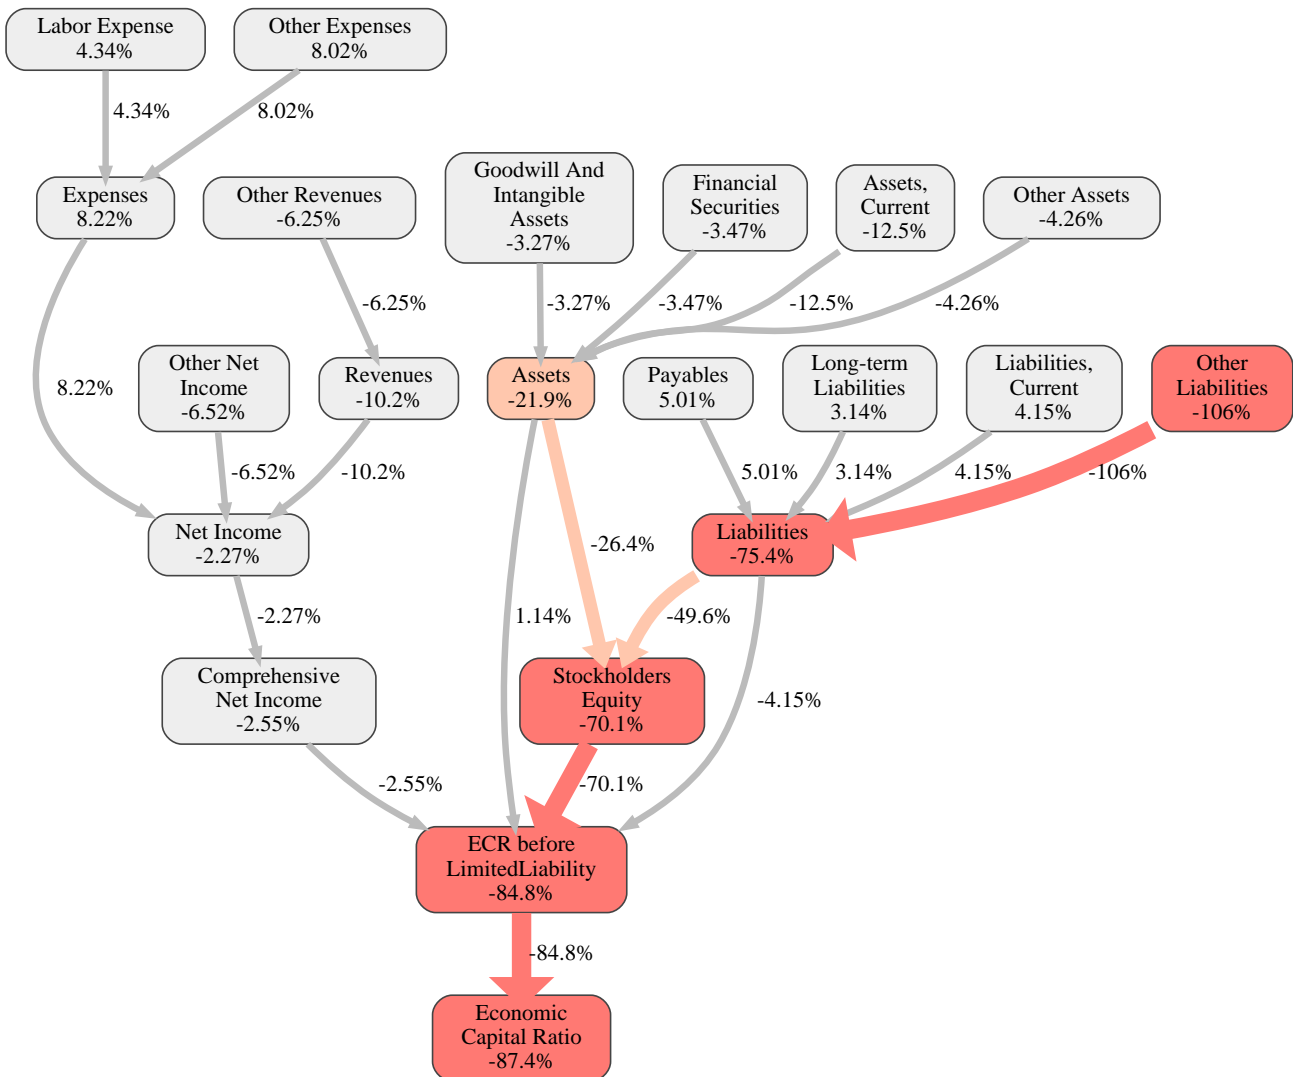 Labor Expense
4.34%
Other Expenses
8.02%
4.34%
8.02%
Expenses
8.22%
Other Revenues
-6.25%
Goodwill And
Intangible
Assets
-3.27%
Financial
Securities
-3.47%
Assets,
Current
-12.5%
Other Assets
-4.26%
-6.25%
-3.27%
-3.47%
-12.5%
-4.26%
8.22%
Other Net
Income
-6.52%
Revenues
-10.2%
Assets
-21.9%
Payables
5.01%
Long-term
Liabilities
3.14%
Liabilities,
Current
4.15%
Other
Liabilities
-106%
-6.52%
-10.2%
5.01%
3.14%
4.15%
-106%
Net Income
-2.27%
-26.4%
Liabilities
-75.4%
-2.27%
1.14%
-49.6%
Comprehensive
Net Income
-2.55%
Stockholders
Equity
-70.1%
-4.15%
-2.55%
-70.1%
ECR before
LimitedLiability
-84.8%
-84.8%
Economic
Capital Ratio
-87.4%